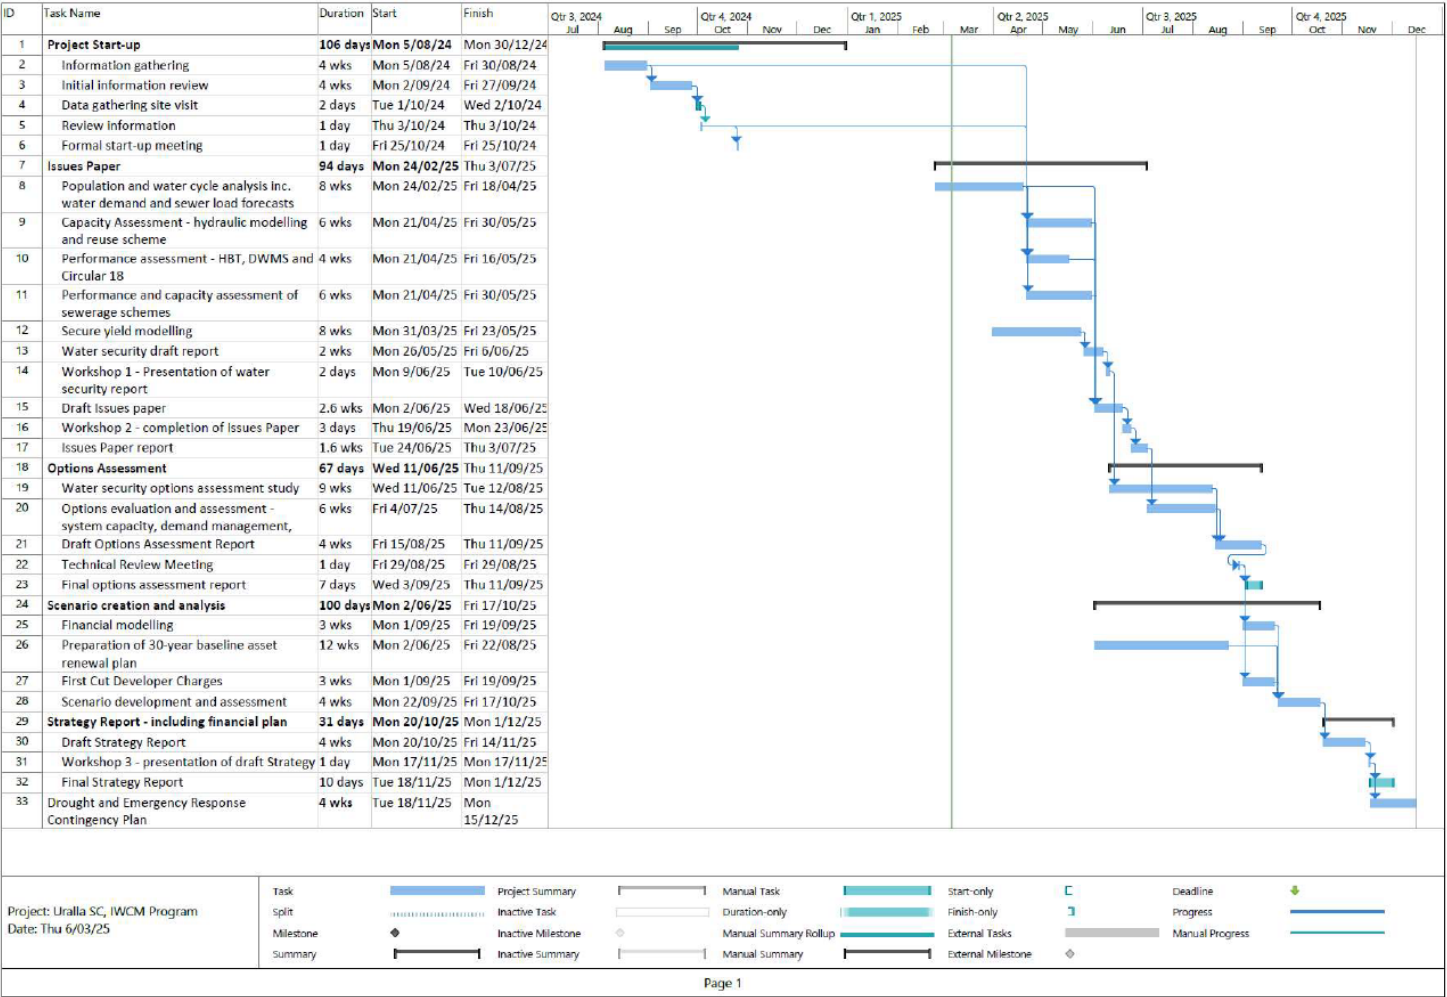 ID Task Name Duration Start Finish
Qtr 3, 2024 Qtr 4, 2024 Qtr 1, 2025 Qtr 2, 2025 Qtr 3, 2025 Qtr 4, 2025
Jul Aug Sep Oct Nov Dec Jan Feb Mar Apr May Jun Jul Aug Sep Oct Nov Dec
1 Project Start-up 106 days Mon 5/08/24 Mon 30/12/24
2 Information gathering 4 wks Mon 5/08/24 Fri 30/08/24
3 Initial information review 4 wks Mon 2/09/24 Fri 27/09/24
4 Data gathering site visit 2 days Tue 1/10/24 Wed 2/10/24
5 Review information 1 day Thu 3/10/24 Thu 3/10/24
6 Formal start-up meeting 1 day Fri 25/10/24 Fri 25/10/24
7 Issues Paper 94 days Mon 24/02/25 Thu 3/07/25
8 Population and water cycle analysis inc. 8 wks Mon 24/02/25 Fri 18/04/25
water demand and sewer load forecasts
9 Capacity Assessment - hydraulic modelling 6 wks Mon 21/04/25 Fri 30/05/25
and reuse scheme
10 Performance assessment - HBT, DWMS and 4 wks Mon 21/04/25 Fri 16/05/25
Circular 18
11 Performance and capacity assessment of 6 wks Mon 21/04/25 Fri 30/05/25
sewerage schemes
12 Secure yield modelling 8 wks Mon 31/03/25 Fri 23/05/25
13 Water security draft report 2 wks Mon 26/05/25 Fri 6/06/25
14 Workshop 1 - Presentation of water 2 days Mon 9/06/25 Tue 10/06/25
security report
15 Draft Issues paper 2.6 wks Mon 2/06/25 Wed 18/06/25
16 Workshop 2 - completion of Issues Paper 3 days Thu 19/06/25 Mon 23/06/25
17 Issues Paper report 1.6 wks Tue 24/06/25 Thu 3/07/25
18 Options Assessment 67 days Wed 11/06/25 Thu 11/09/25
19 Water security options assessment study 9 wks Wed 11/06/25 Tue 12/08/25
20 Options evaluation and assessment - 6 wks Fri 4/07/25 Thu 14/08/25
system capacity, demand management,
21 Draft Options Assessment Report 4 wks Fri 15/08/25 Thu 11/09/25
22 Technical Review Meeting 1 day Fri 29/08/25 Fri 29/08/25
23 Final options assessment report 7 days Wed 3/09/25 Thu 11/09/25
24 Scenario creation and analysis 100 days Mon 2/06/25 Fri 17/10/25
25 Financial modelling 3 wks Mon 1/09/25 Fri 19/09/25
26 Preparation of 30-year baseline asset 12 wks Mon 2/06/25 Fri 22/08/25
renewal plan
27 First Cut Developer Charges 3 wks Mon 1/09/25 Fri 19/09/25
28 Scenario development and assessment 4 wks Mon 22/09/25 Fri 17/10/25
29 Strategy Report - including financial plan 31 days Mon 20/10/25 Mon 1/12/25
30 Draft Strategy Report 4 wks Mon 20/10/25 Fri 14/11/25
31 Workshop 3 - presentation of draft Strategy 1 day Mon 17/11/25 Mon 17/11/25
32 Final Strategy Report 10 days Tue 18/11/25 Mon 1/12/25
33 Drought and Emergency Response 4 wks Tue 18/11/25 Mon
Contingency Plan 15/12/25
Project: Uralla SC, IWCM Program
Date: Thu 6/03/25
Task Project Summary Manual Task Start-only Deadline
Split Inactive Task Duration-only Finish-only Progress
Milestone Inactive Milestone Manual Summary Rollup External Tasks Manual Progress
Summary Inactive Summary Manual Summary External Milestone
Page 1